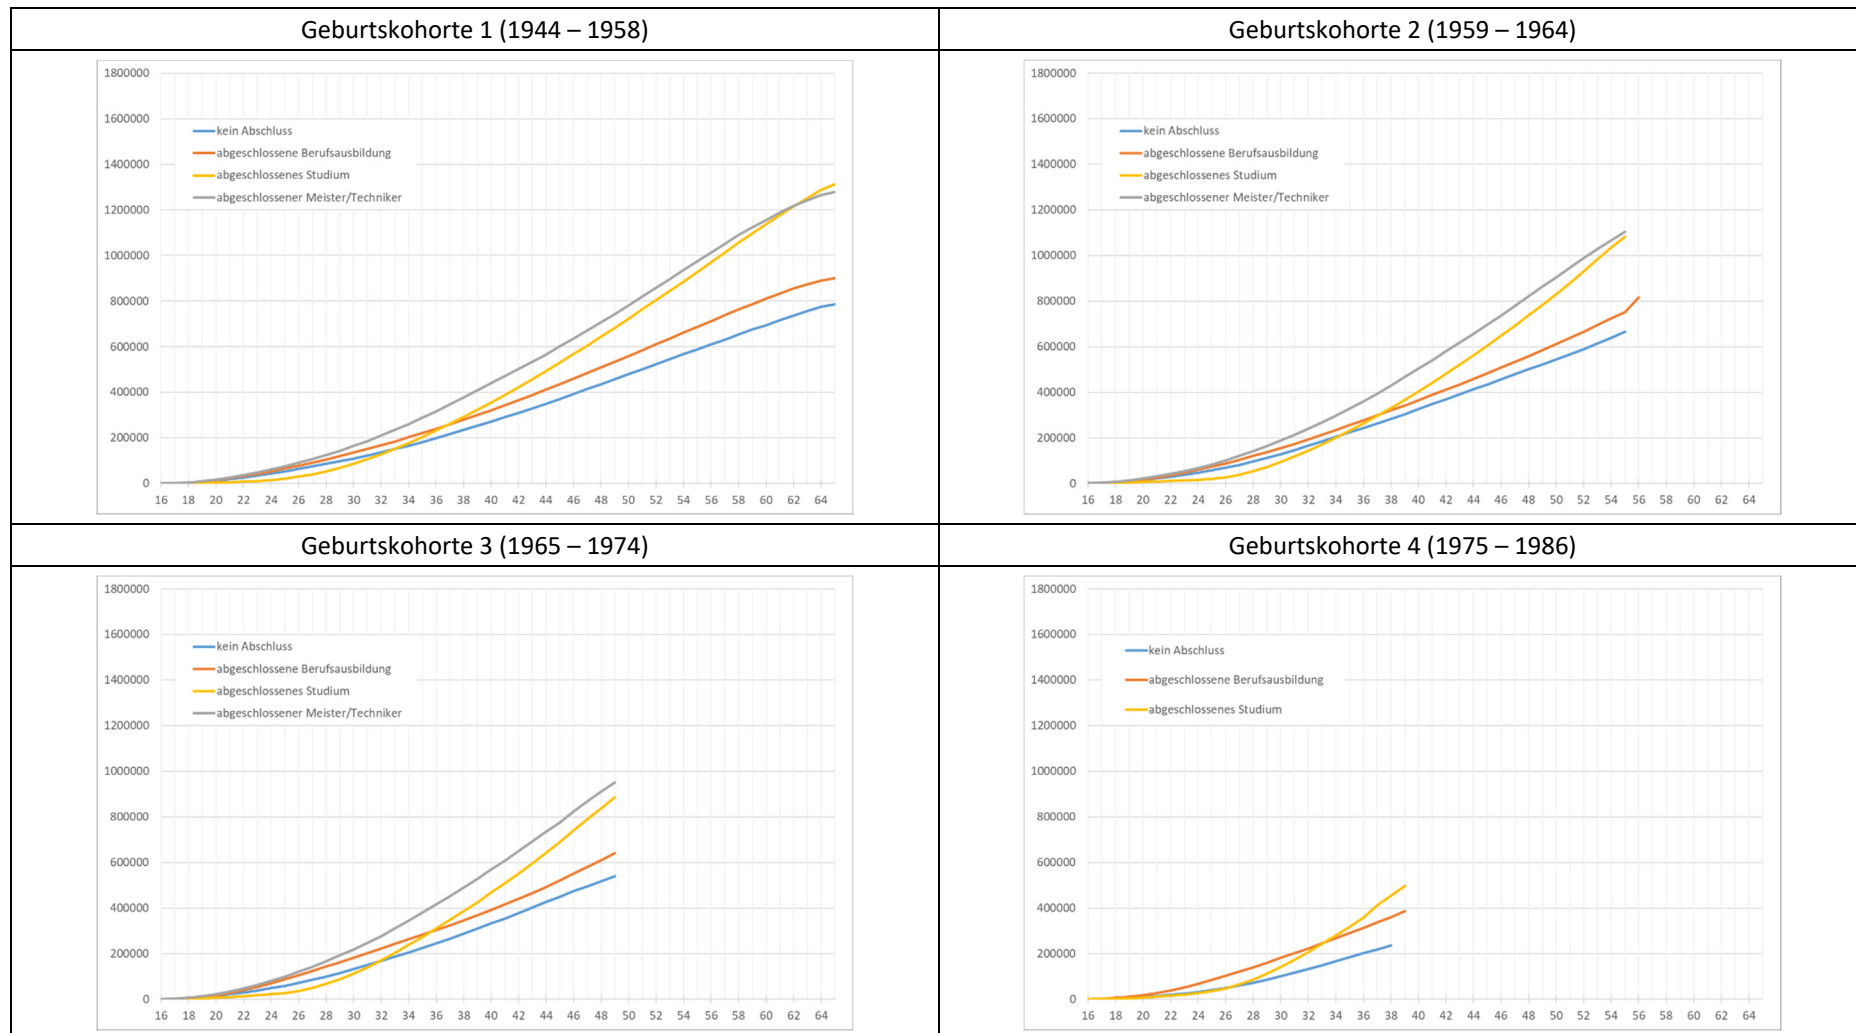 Geburtskohorte 1 (1944 – 1958)
Geburtskohorte 2 (1959 – 1964)
1800000
1600000
1400000
1200000
1000000
800000
600000
400000
200000
0
kein Abschluss
abgeschlossene Berufsausbildung
abgeschlossenes Studium
abgeschlossener Meister/Techniker
16 18 20 22 24 26 28 30 32 34 36 38 40 42 44 46 48 50 52 54 56 58 60 62 64
1800000
1600000
1400000
1200000
1000000
800000
600000
400000
200000
0
kein Abschluss
abgeschlossene Berufsausbildung
abgeschlossenes Studium
abgeschlossener Meister/Techniker
16 18 20 22 24 26 28 30 32 34 36 38 40 42 44 46 48 50 52 54 56 58 60 62 64
Geburtskohorte 3 (1965 – 1974)
Geburtskohorte 4 (1975 – 1986)
1800000
1600000
1400000
1200000
1000000
800000
600000
400000
200000
0
kein Abschluss
abgeschlossene Berufsausbildung
abgeschlossenes Studium
abgeschlossener Meister/Techniker
16 18 20 22 24 26 28 30 32 34 36 38 40 42 44 46 48 50 52 54 56 58 60 62 64
1800000
1600000
1400000
1200000
1000000
800000
600000
400000
200000
0
kein Abschluss
abgeschlossene Berufsausbildung
abgeschlossenes Studium
16 18 20 22 24 26 28 30 32 34 36 38 40 42 44 46 48 50 52 54 56 58 60 62 64